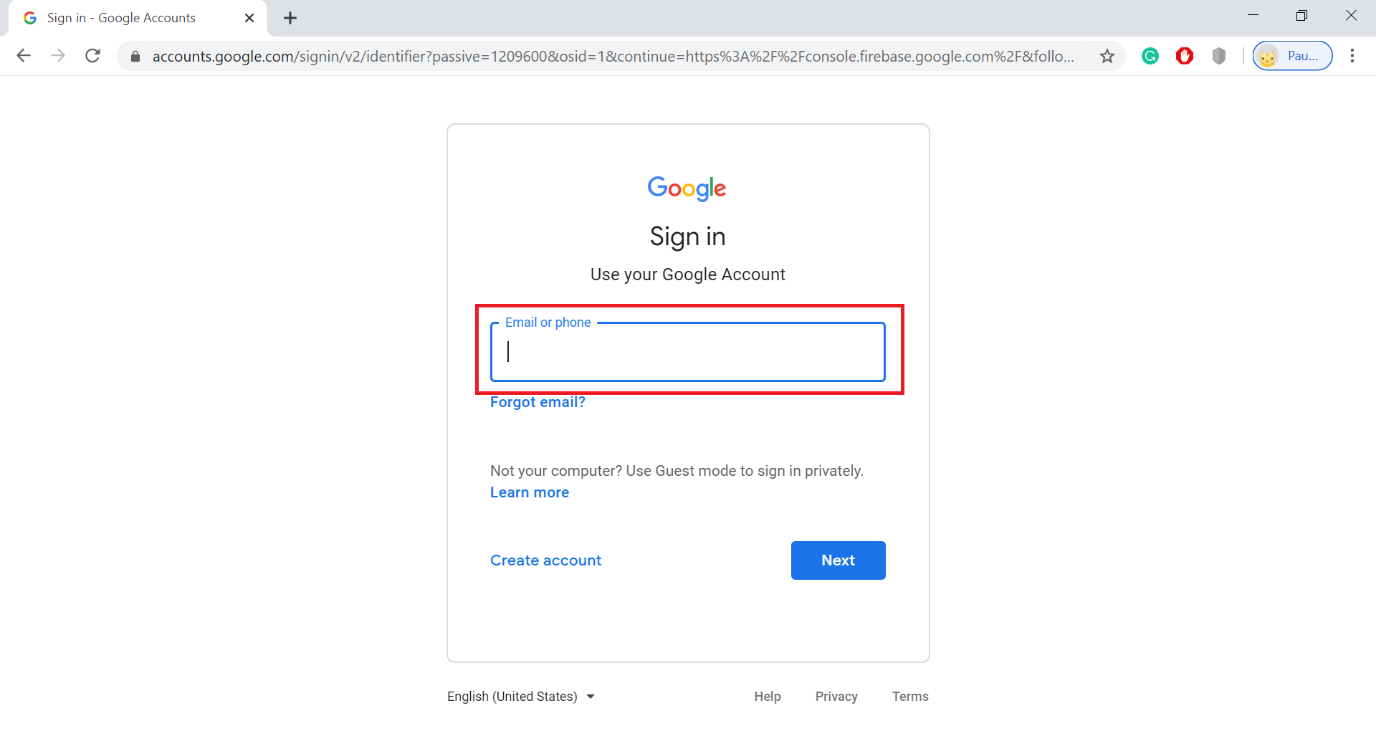 Sign in - Google Accounts
accounts.google.com/signin/v2/identifier?passive=1209600&osid=1&continue=https%3A%2F%2Fconsole.firebase.google.com%2F&follo...
Pau...
Google
Sign in
Use your Google Account
Email or phone
Forgot email?
Not your computer? Use Guest mode to sign in privately.
Learn more
Create account
Next
English (United States)
Help
Privacy
Terms